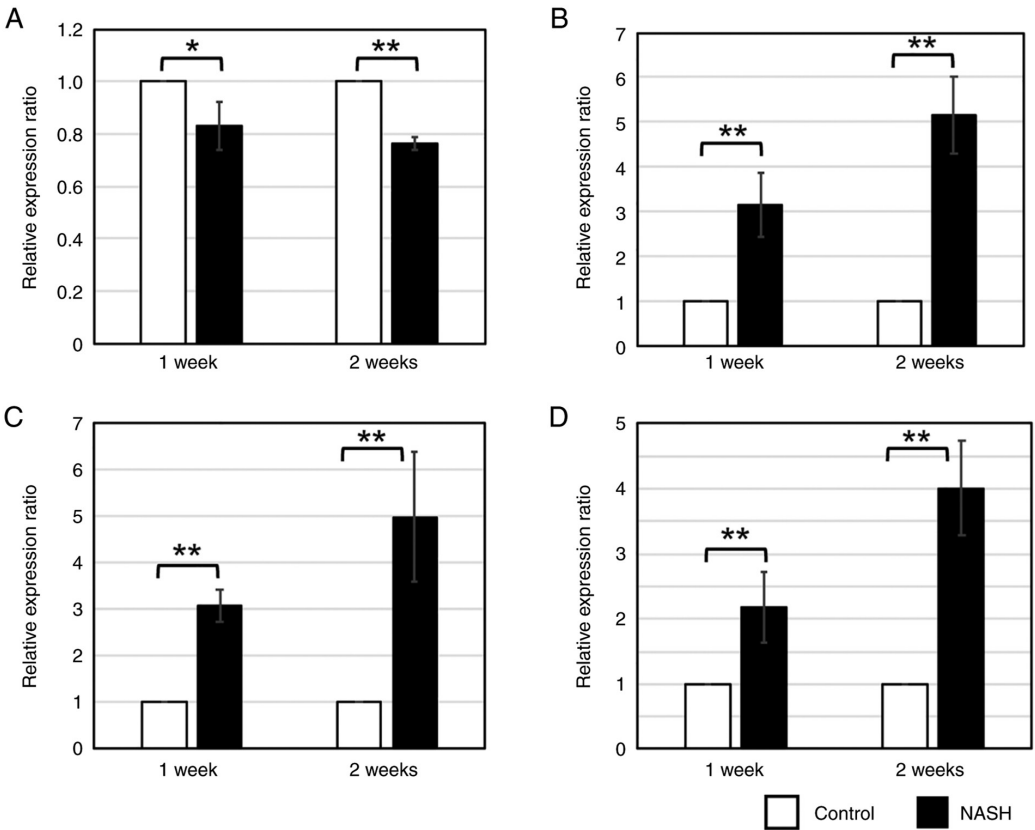 A
Relative expression ratio
1.2
1.0
0.8
0.6
0.4
0.2
0
*
**
1 week
2 weeks
B
Relative expression ratio
7
6
5
4
3
2
1
0
**
**
1 week
2 weeks
C
Relative expression ratio
7
6
5
4
3
2
1
0
**
**
1 week
2 weeks
D
Relative expression ratio
5
4
3
2
1
0
**
**
1 week
2 weeks
Control
NASH